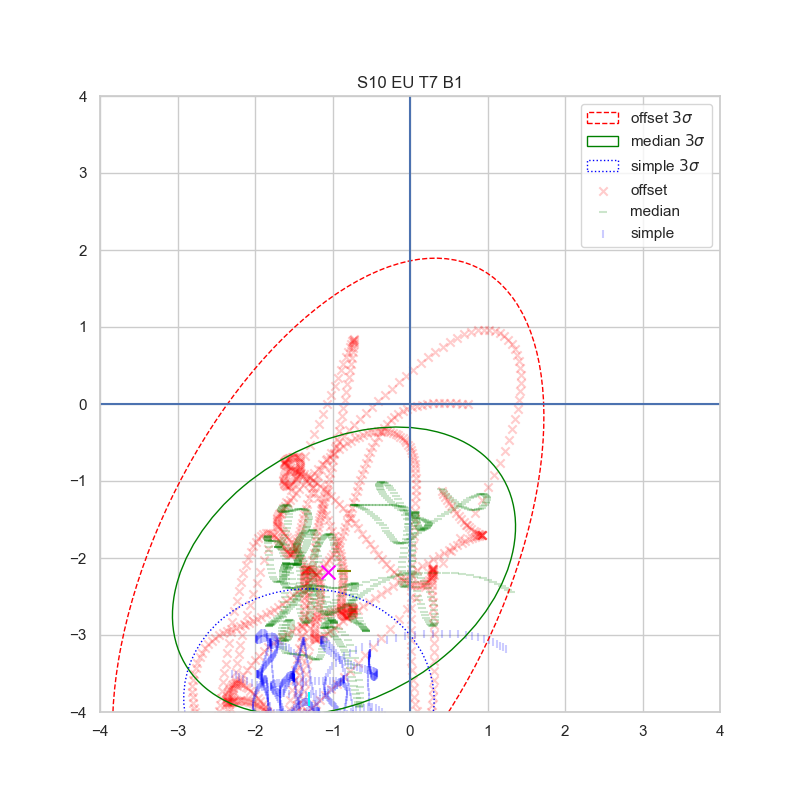 S10 EU T7 B1
offset 3σ
median 3σ
simple 3σ
offset
median
simple
4
3
2
1
0
−1
−2
−3
−4
−4 −3 −2 −1 0 1 2 3 4